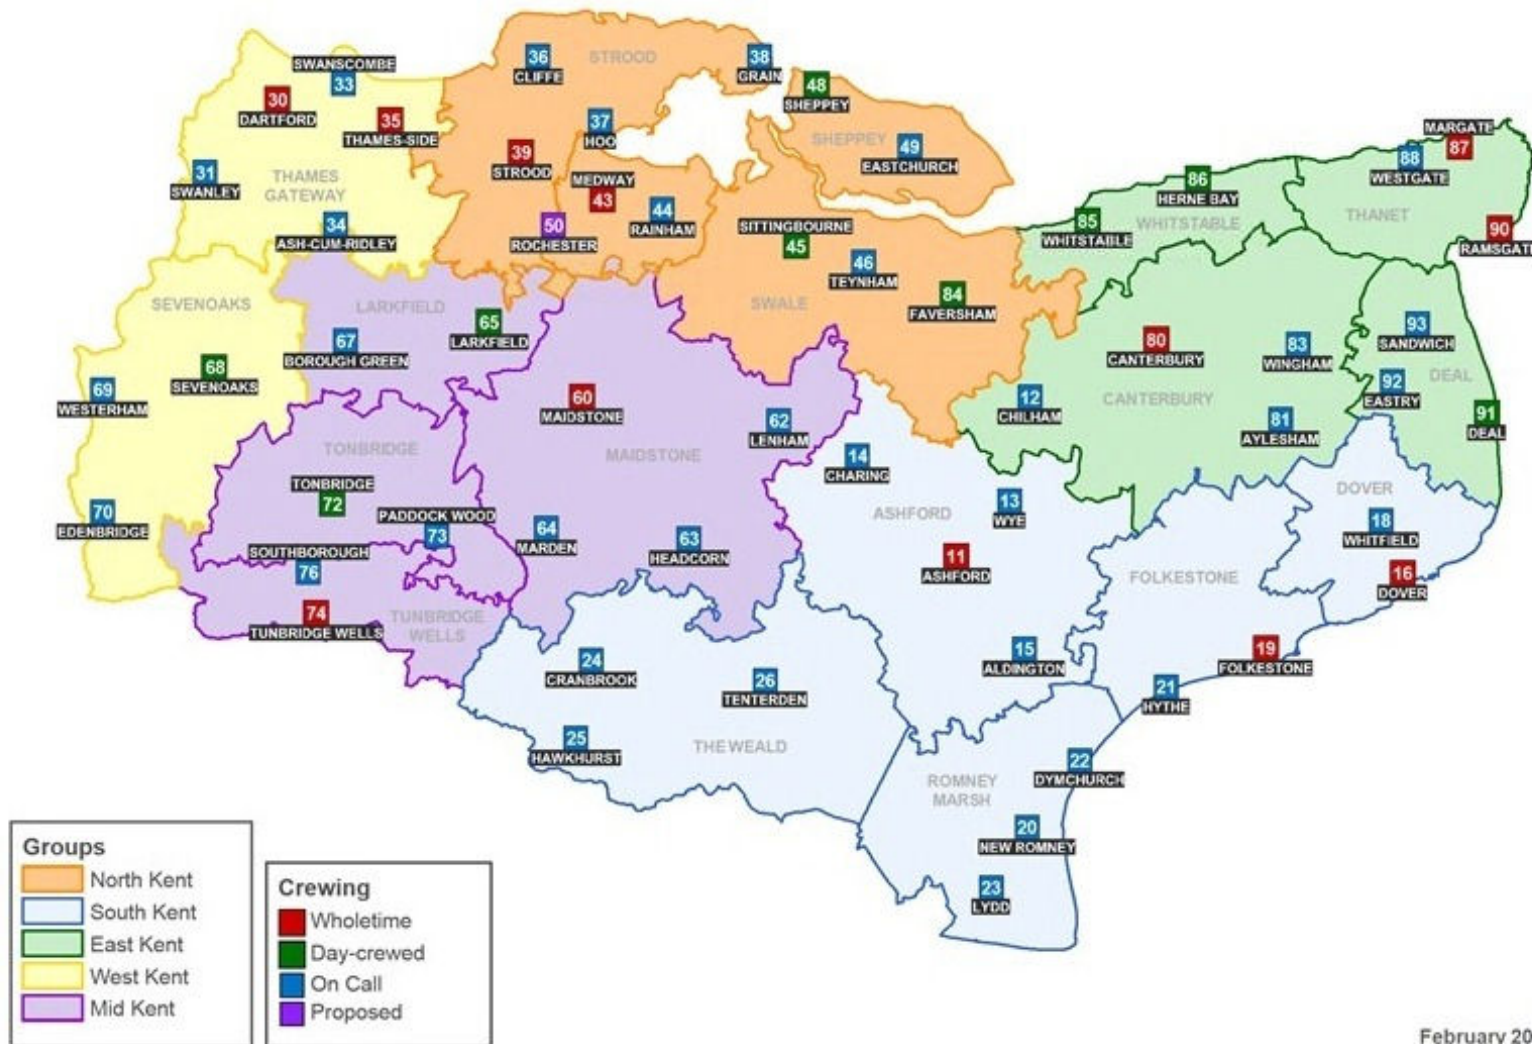 36
CLIFFE
STROOD
38
GRAIN
SWANSCOMBE
33
30
DARTFORD
35
THAMES-SIDE
48
SHEPPEY
37
HOO
SHEPPEY
49
EASTCHURCH
39
STROOD
MEDWAY
43
MARGATE
87
88
WESTGATE
31
SWANLEY
THAMES
GATEWAY
86
HERNE BAY
34
ASH-CUM-RIDLEY
50
ROCHESTER
44
RAINHAM
SITTINGBOURNE
45
85
WHITSTABLE
WHITSTABLE
THANET
90
RAMSGATE
46
TEYNHAM
SEVENOAKS
LARKFIELD
65
LARKFIELD
SWALE
84
FAVERSHAM
67
BOROUGH GREEN
80
CANTERBURY
83
WINGHAM
93
SANDWICH
68
SEVENOAKS
69
WESTERHAM
60
MAIDSTONE
62
LENHAM
12
CHILHAM
CANTERBURY
92
EASTRY
DEAL
81
AYLESHAM
91
DEAL
TONBRIDGE
TONBRIDGE
72
MAIDSTONE
14
CHARING
70
EDENBRIDGE
PADDOCK WOOD
73
64
MARDEN
63
HEADCORN
ASHFORD
13
WYE
DOVER
18
WHITFIELD
SOUTHBOROUGH
76
11
ASHFORD
FOLKESTONE
16
DOVER
74
TUNBRIDGE WELLS
TUNBRIDGE
WELLS
24
CRANBROOK
26
TENTERDEN
15
ALDINGTON
19
FOLKESTONE
21
HYTHE
25
HAWKHURST
THE WEALD
22
DYMCHURCH
ROMNEY
MARSH
20
NEW ROMNEY
23
LYDD
Groups
North Kent
South Kent
East Kent
West Kent
Mid Kent
Crewing
Wholetime
Day-crewed
On Call
Proposed
February 20